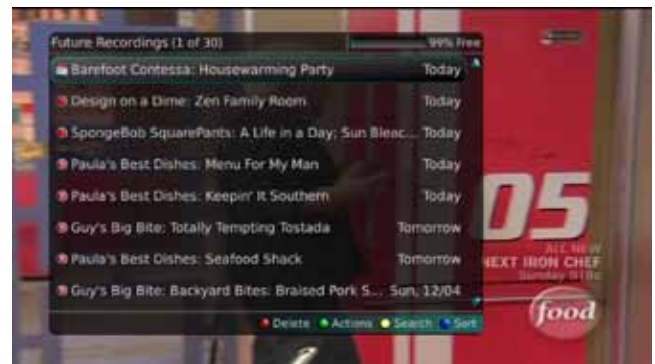 Future Recordings (1 of 30) 99% Free
Barefoot Contessa: Housewarming Party Today
Design on a Dime: Zen Family Room Today
SpongeBob SquarePants: A Life in a Day; Sun Bleac... Today
Paula's Best Dishes: Menu For My Man Today
Paula's Best Dishes: Keepin' It Southern Today
Guy's Big Bite: Totally Tempting Tostada Tomorrow
Paula's Best Dishes: Seafood Shack Tomorrow
Guy's Big Bite: Backyard Bites: Braised Pork S... Sun, 12/04
Delete Actions Search Sort
05
ALL NEW
NEXT IRON CHEF
Sunday 9|8c
food